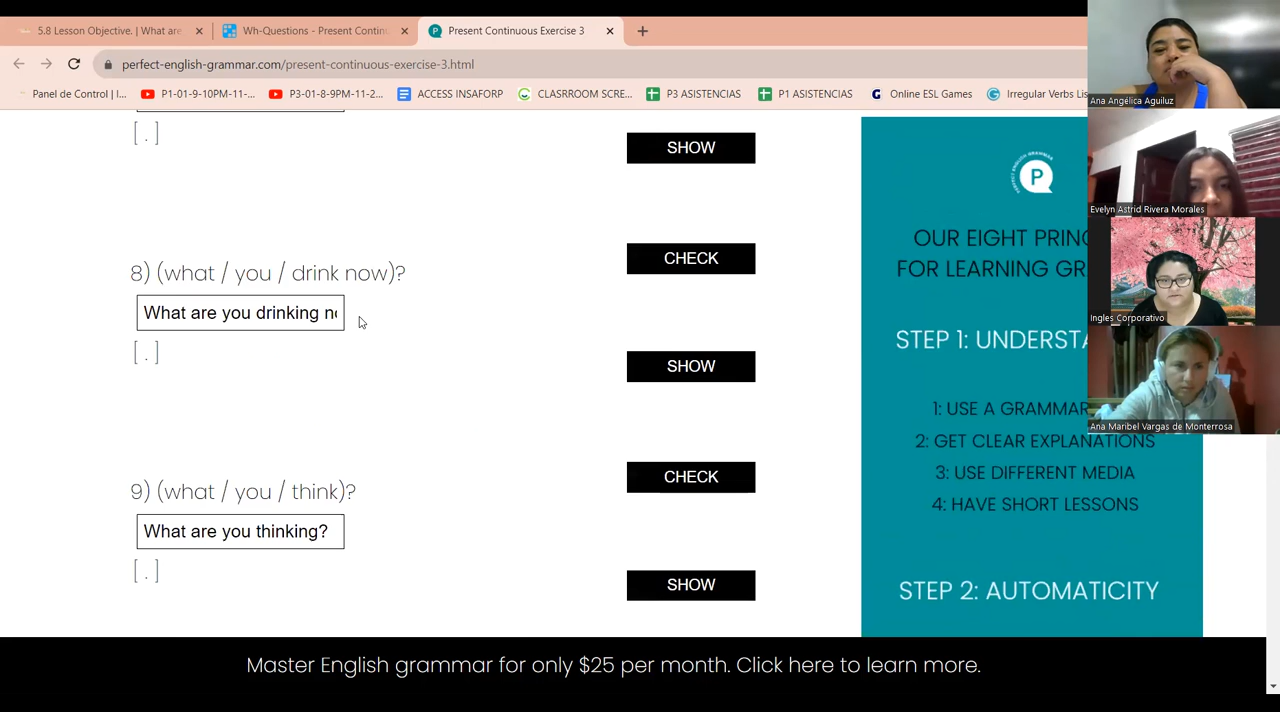 5.8 Lesson Objective. | What are
Wh-Questions - Present Contin
Present Continuous Exercise 3
perfect-english-grammar.com/present-continuous-exercise-3.html
Panel de Control | I...
P1-01-9-10PM-11-...
P3-01-8-9PM-11-2...
ACCESS INSAFORP
CLASRROOM SCRE...
P3 ASISTENCIAS
P1 ASISTENCIAS
Online ESL Games
Irregular Verbs Lis
Ana Angélica Aguiluz
Evelyn Astrid Rivera Morales
Ingles Corporativo
Ana Maribel Vargas de Monterrosa
[ . ]
SHOW
CHECK
8) (what / you / drink now)?
What are you drinking no
[ . ]
SHOW
CHECK
9) (what / you / think)?
What are you thinking?
[ . ]
SHOW
P
PERFECT ENGLISH GRAMMAR
OUR EIGHT PRINC
FOR LEARNING GR
STEP 1: UNDERSTA
1: USE A GRAMMAR
2: GET CLEAR EXPLANATIONS
3: USE DIFFERENT MEDIA
4: HAVE SHORT LESSONS
STEP 2: AUTOMATICITY
Master English grammar for only $25 per month. Click here to learn more.